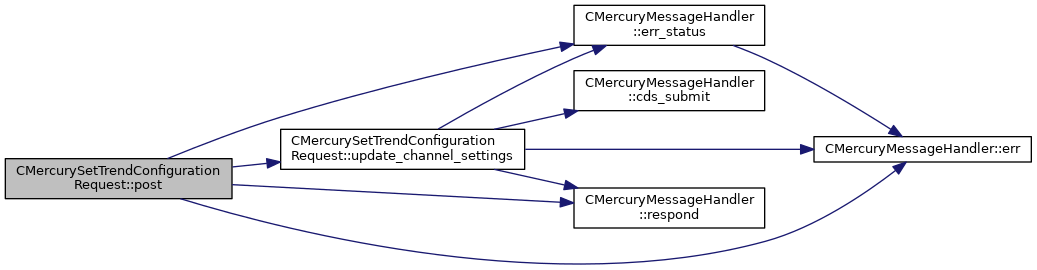 CMercurySetTrendConfiguration
Request::post
CMercurySetTrendConfiguration
Request::update_channel_settings
CMercuryMessageHandler
::err_status
CMercuryMessageHandler
::cds_submit
CMercuryMessageHandler
::respond
CMercuryMessageHandler::err